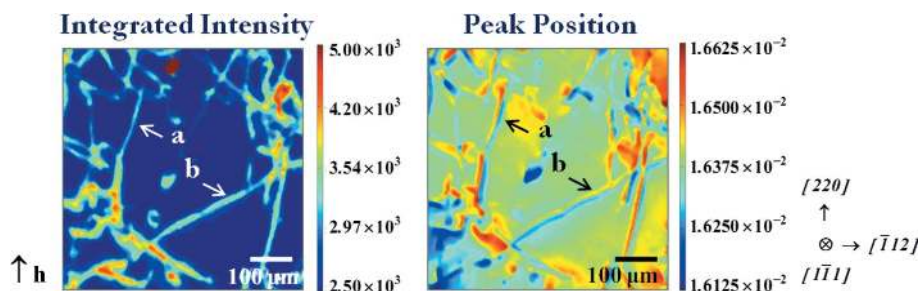 Integrated Intensity
a
b
↑ h
100 μm
5.00×10³
4.20×10³
3.54×10³
2.97×10³
2.50×10³
Peak Position
a
b
100 μm
1.6625×10⁻²
1.6500×10⁻²
1.6375×10⁻²
1.6250×10⁻²
1.6125×10⁻²
[220]
↑
⊗ → [1̅12]
[11̅1]